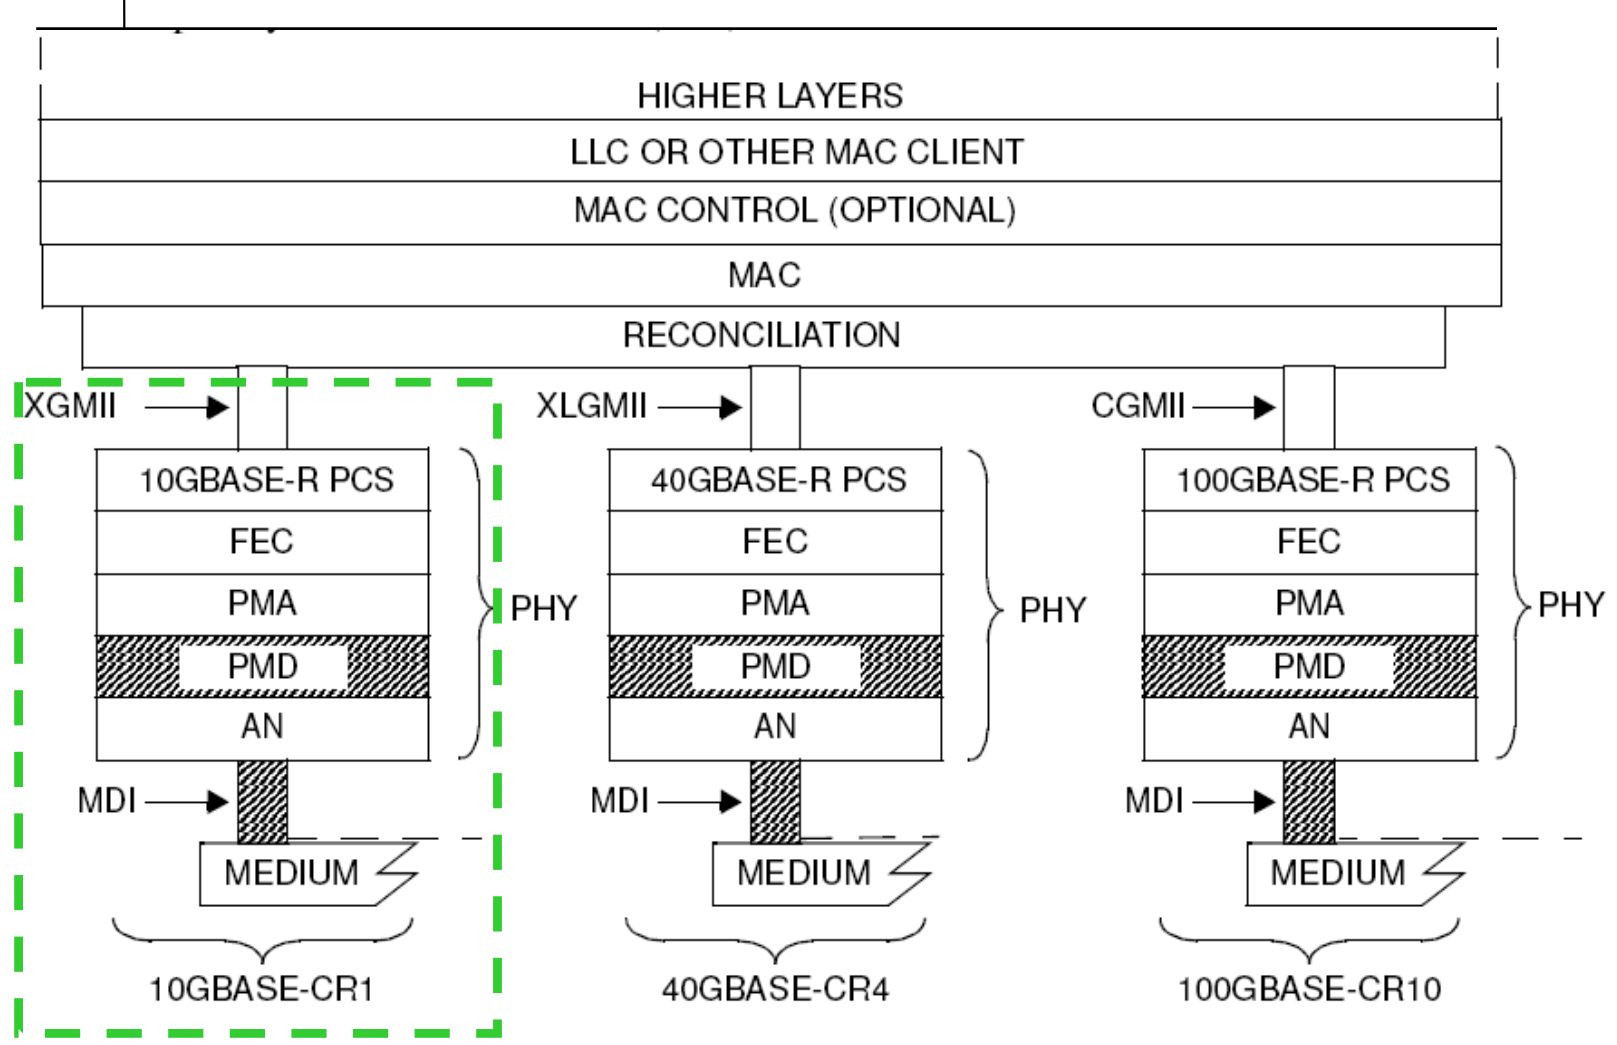 HIGHER LAYERS
LLC OR OTHER MAC CLIENT
MAC CONTROL (OPTIONAL)
MAC
RECONCILIATION
XGMII XLGMII CGMII
10GBASE-R PCS 40GBASE-R PCS 100GBASE-R PCS
FEC FEC FEC
PMA PMA PMA
PHY PHY PHY
PMD PMD PMD
AN AN AN
MDI MDI MDI
MEDIUM MEDIUM MEDIUM
10GBASE-CR1 40GBASE-CR4 100GBASE-CR10